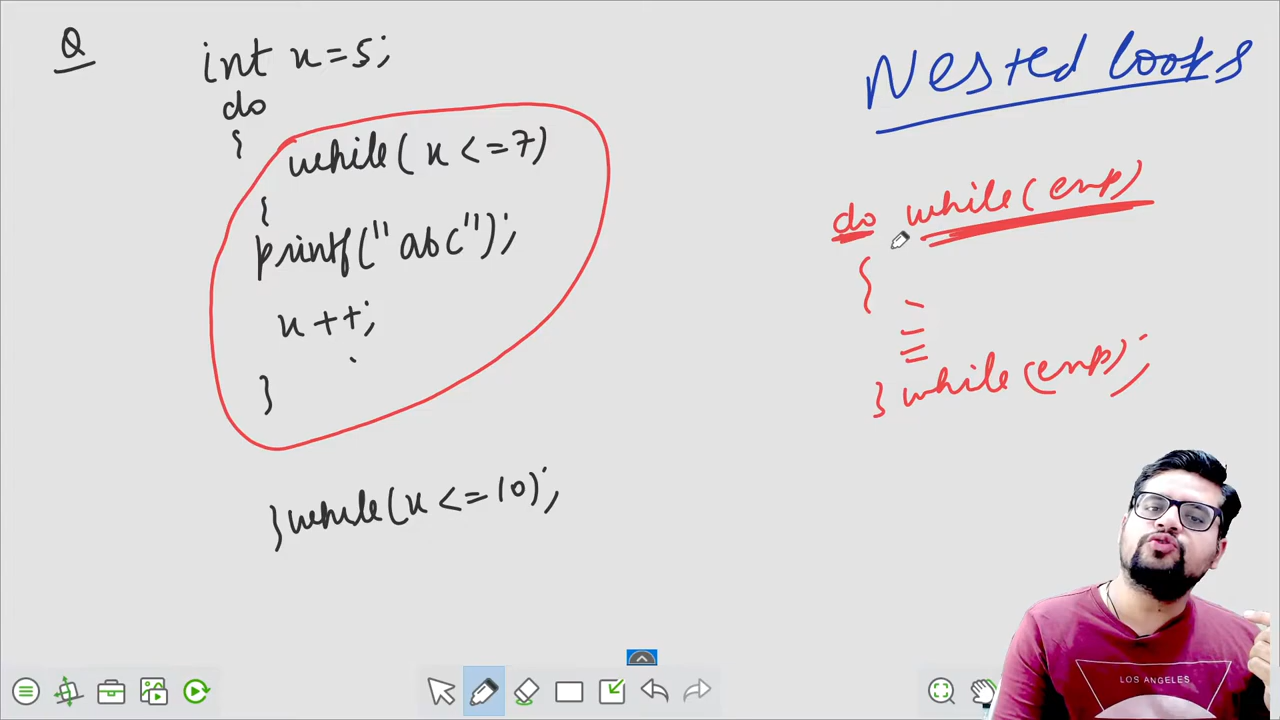 Q
int x=5;
do
{
while( x <=7)
{
printf("abc");
x++;
}
}while(x <=10);
Nested loops
do while(exp)
{
} while(exp);
LOS ANGELES